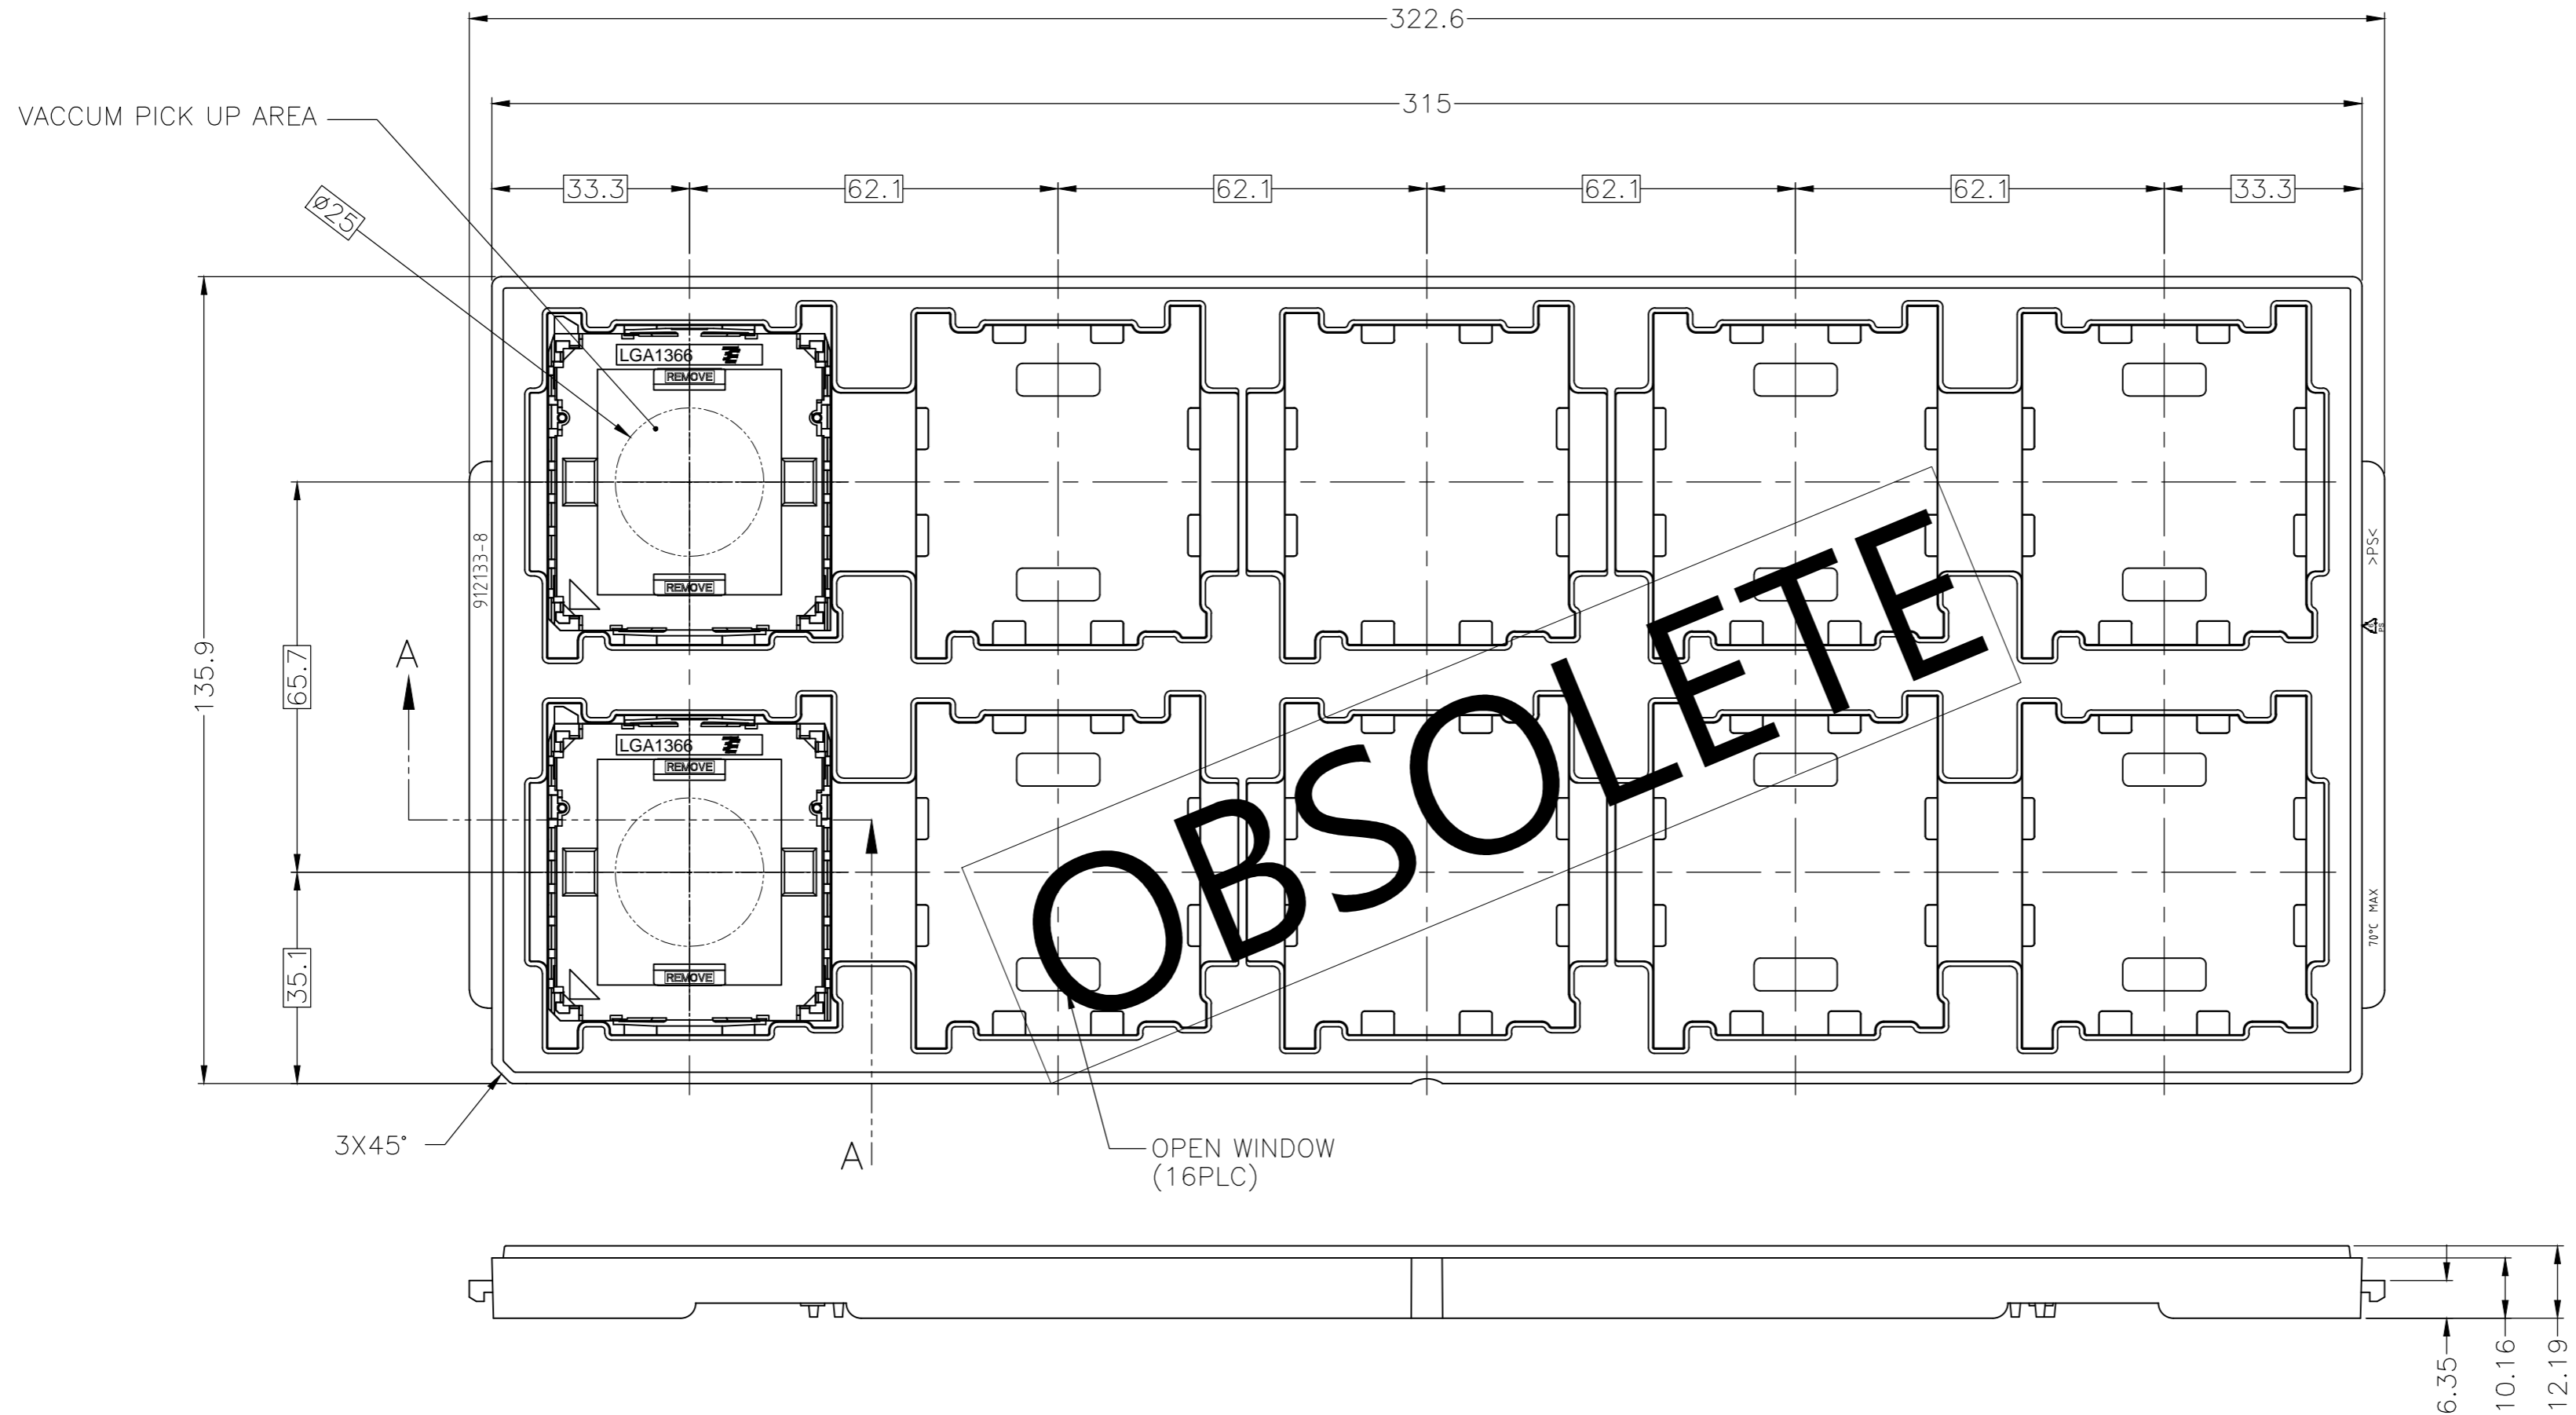 322.6
315
VACCUM PICK UP AREA
33.3
62.1
62.1
62.1
62.1
33.3
ø25
LGA1366
REMOVE
REMOVE
912133-8
>PS<
PS
135.9
65.7
A
LGA1366
REMOVE
REMOVE
OBSOLETE
70°C MAX
35.1
3X45°
A
OPEN WINDOW
(16PLC)
6.35
10.16
12.19